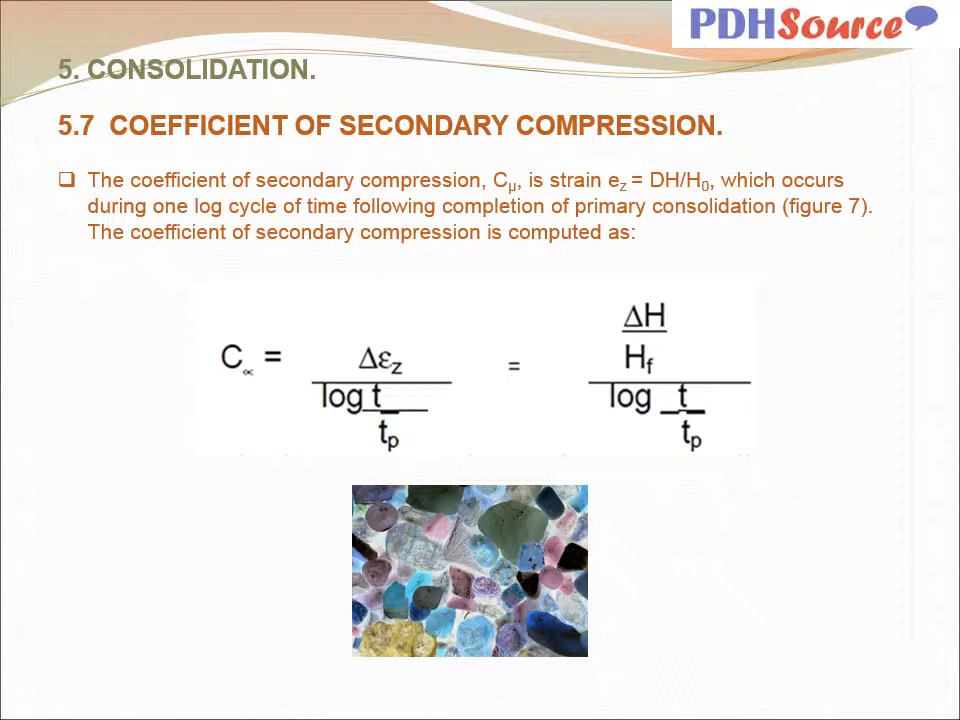 PDHSource
5. CONSOLIDATION.
5.7 COEFFICIENT OF SECONDARY COMPRESSION.
❑ The coefficient of secondary compression, Cμ, is strain ez = DH/H0, which occurs
during one log cycle of time following completion of primary consolidation (figure 7).
The coefficient of secondary compression is computed as:
ΔH
C∝ = Δεz = Hf
log t log t
tp tp